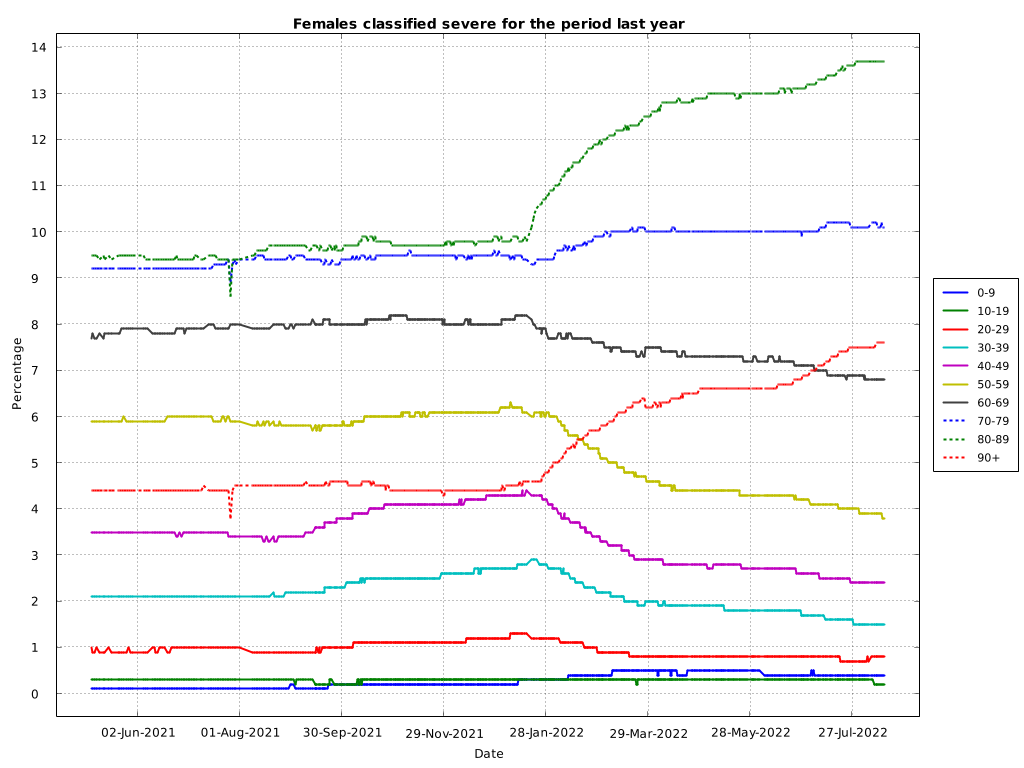 Females classified severe for the period last year
14
13
12
11
10
9
8
7
6
5
4
3
2
1
0
Percentage
02-Jun-2021
01-Aug-2021
30-Sep-2021
29-Nov-2021
28-Jan-2022
29-Mar-2022
28-May-2022
27-Jul-2022
Date
0-9
10-19
20-29
30-39
40-49
50-59
60-69
70-79
80-89
90+